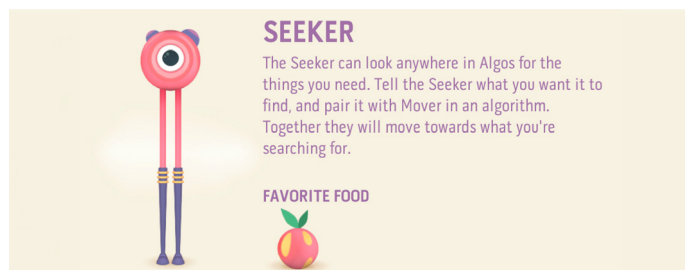 SEEKER
The Seeker can look anywhere in Algos for the
things you need. Tell the Seeker what you want it to
find, and pair it with Mover in an algorithm.
Together they will move towards what you're
searching for.
FAVORITE FOOD